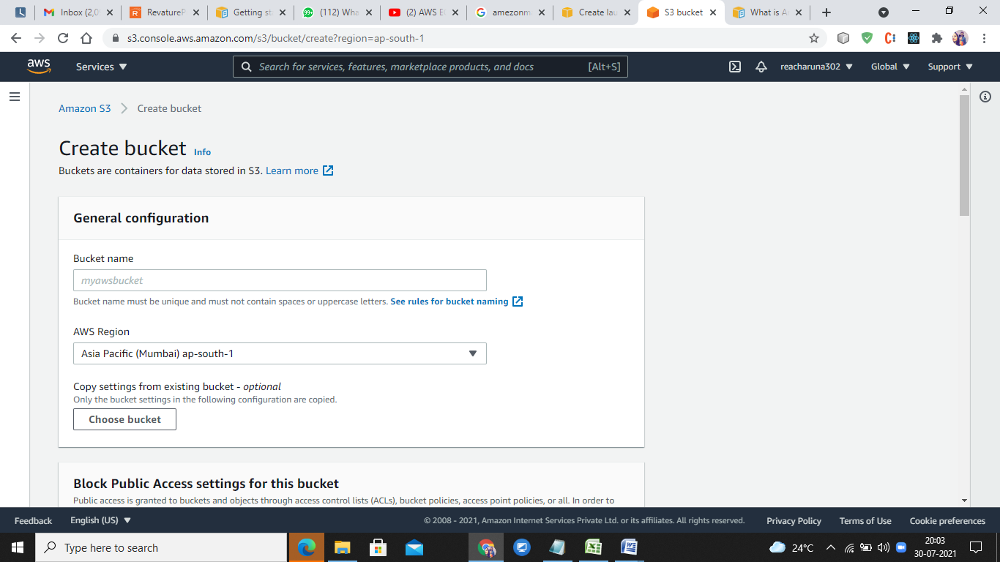 Inbox (2,0
RevatureP
Getting st
99+ (112) Wha
(2) AWS EC
amezonm
Create lau
S3 bucket
What is A
s3.console.aws.amazon.com/s3/bucket/create?region=ap-south-1
aws
Services
Search for services, features, marketplace products, and docs
[Alt+S]
reacharuna302
Global
Support
Amazon S3 > Create bucket
Create bucket Info
Buckets are containers for data stored in S3. Learn more
General configuration
Bucket name
myawsbucket
Bucket name must be unique and must not contain spaces or uppercase letters. See rules for bucket naming
AWS Region
Asia Pacific (Mumbai) ap-south-1
Copy settings from existing bucket - optional
Only the bucket settings in the following configuration are copied.
Choose bucket
Block Public Access settings for this bucket
Public access is granted to buckets and objects through access control lists (ACLs), bucket policies, access point policies, or all. In order to
Feedback
English (US)
© 2008 - 2021, Amazon Internet Services Private Ltd. or its affiliates. All rights reserved.
Privacy Policy
Terms of Use
Cookie preferences
Type here to search
24°C
20:03
30-07-2021